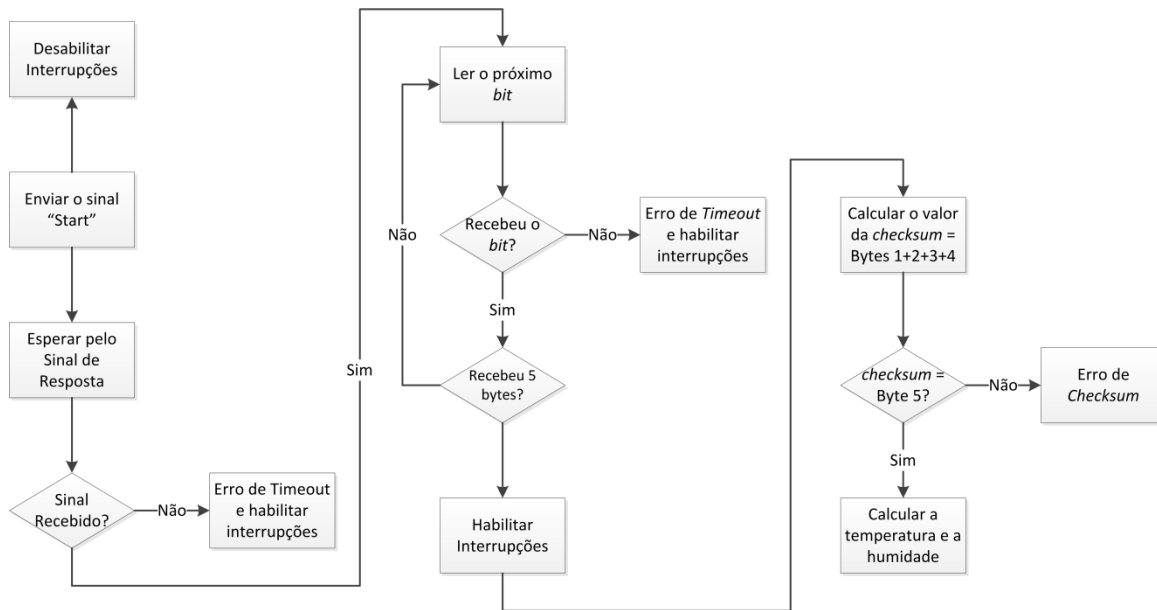 Desabilitar
Interrupções
Enviar o sinal
“Start”
Esperar pelo
Sinal de
Resposta
Sinal
Recebido?
Não
Erro de Timeout
e habilitar
interrupções
Sim
Ler o próximo
bit
Recebeu o
bit?
Não
Erro de Timeout
e habilitar
interrupções
Sim
Não
Recebeu 5
bytes?
Habilitar
Interrupções
Calcular o valor
da checksum =
Bytes 1+2+3+4
checksum =
Byte 5?
Não
Erro de
Checksum
Sim
Calcular a
temperatura e a
humidade